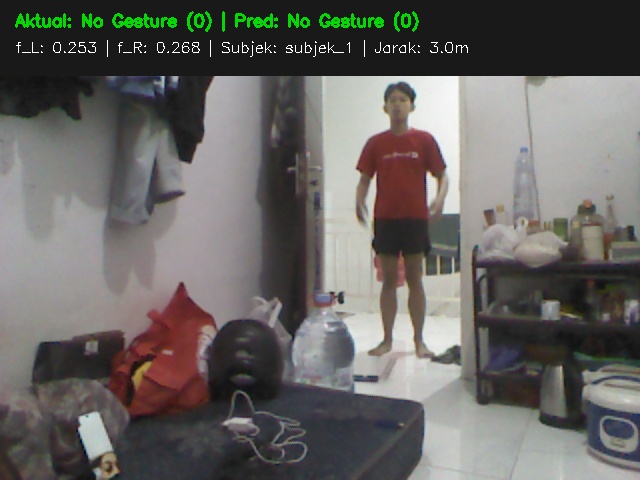 Aktual: No Gesture (0) | Pred: No Gesture (0)
f_L: 0.253 | f_R: 0.268 | Subjek: subjek_1 | Jarak: 3.0m